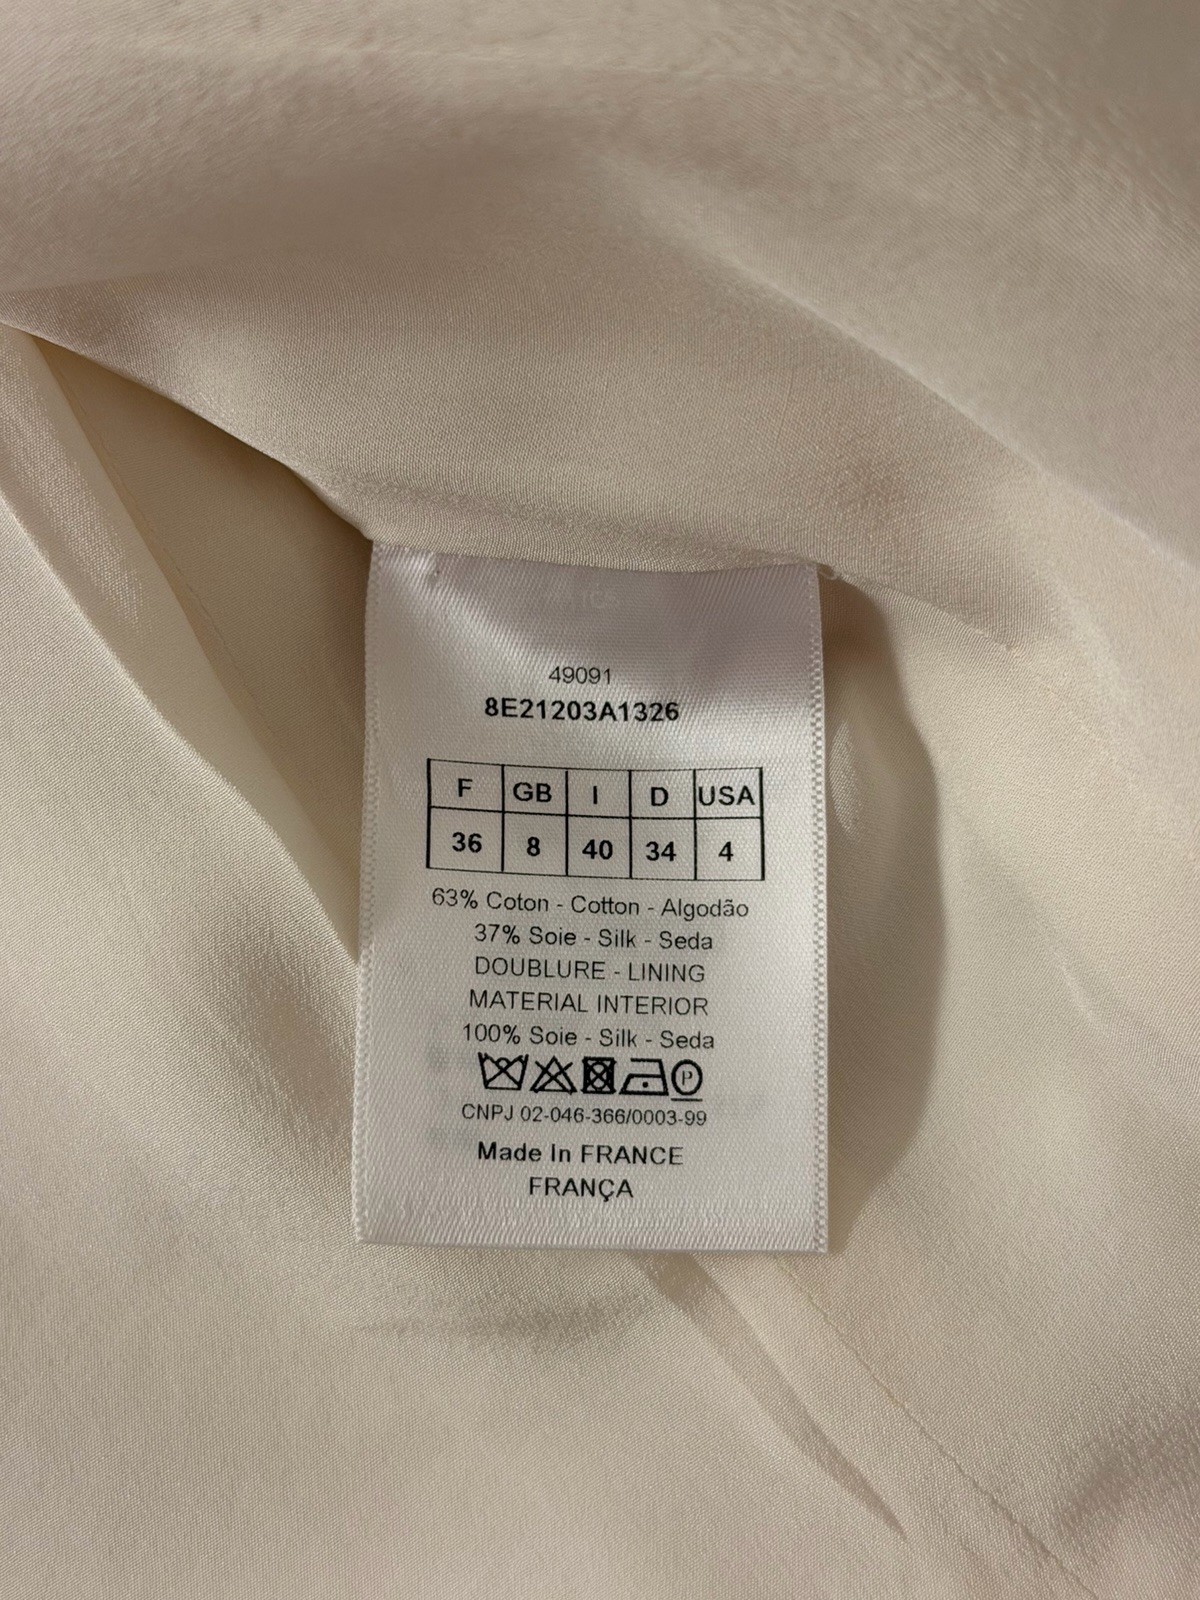 49091
8E21203A1326
F GB I D USA
36 8 40 34 4
63% Coton - Cotton - Algodão
37% Soie - Silk - Seda
DOUBLURE - LINING
MATERIAL INTERIOR
100% Soie - Silk - Seda
P
CNPJ 02-046-366/0003-99
Made In FRANCE
FRANÇA